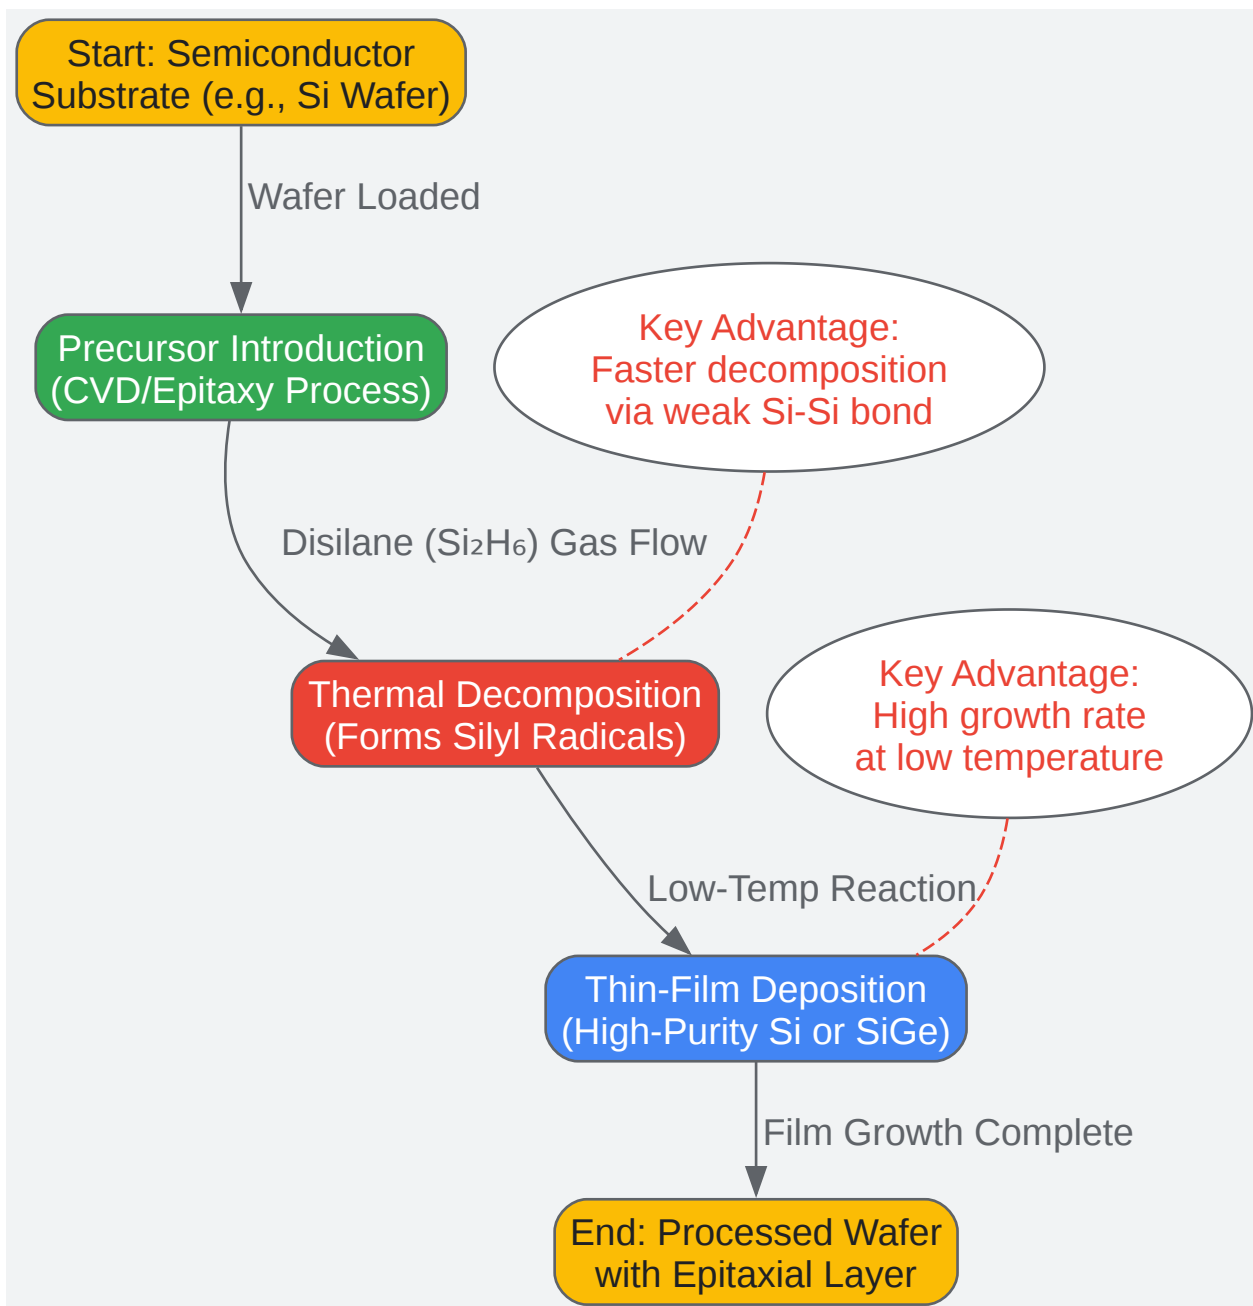 Start: Semiconductor
Substrate (e.g., Si Wafer)
Wafer Loaded
Precursor Introduction
(CVD/Epitaxy Process)
Key Advantage:
Faster decomposition
via weak Si-Si bond
Disilane (Si₂H₆) Gas Flow
Thermal Decomposition
(Forms Silyl Radicals)
Key Advantage:
High growth rate
at low temperature
Low-Temp Reaction
Thin-Film Deposition
(High-Purity Si or SiGe)
Film Growth Complete
End: Processed Wafer
with Epitaxial Layer